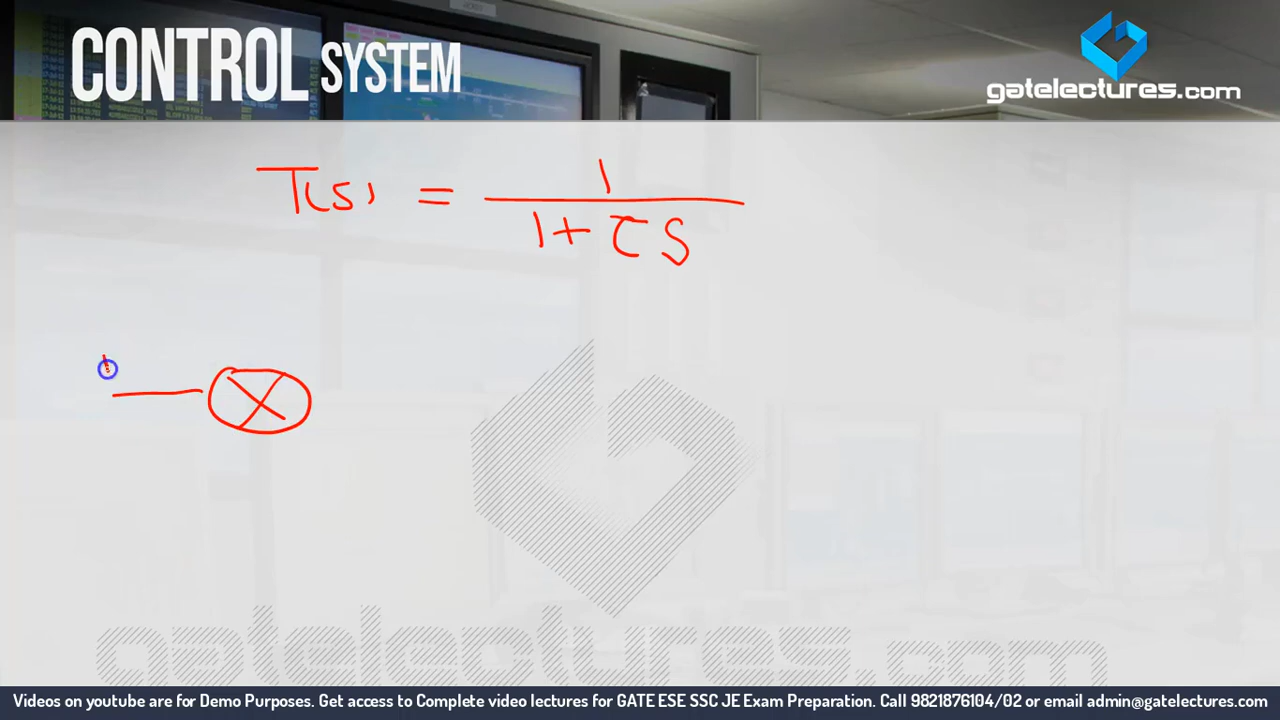 CONTROL SYSTEM
gatelectures.com
T(s) = 1 / 1 + τ s
gatelectures.com
Videos on youtube are for Demo Purposes. Get access to Complete video lectures for GATE ESE SSC JE Exam Preparation. Call 9821876104/02 or email admin@gatelectures.com